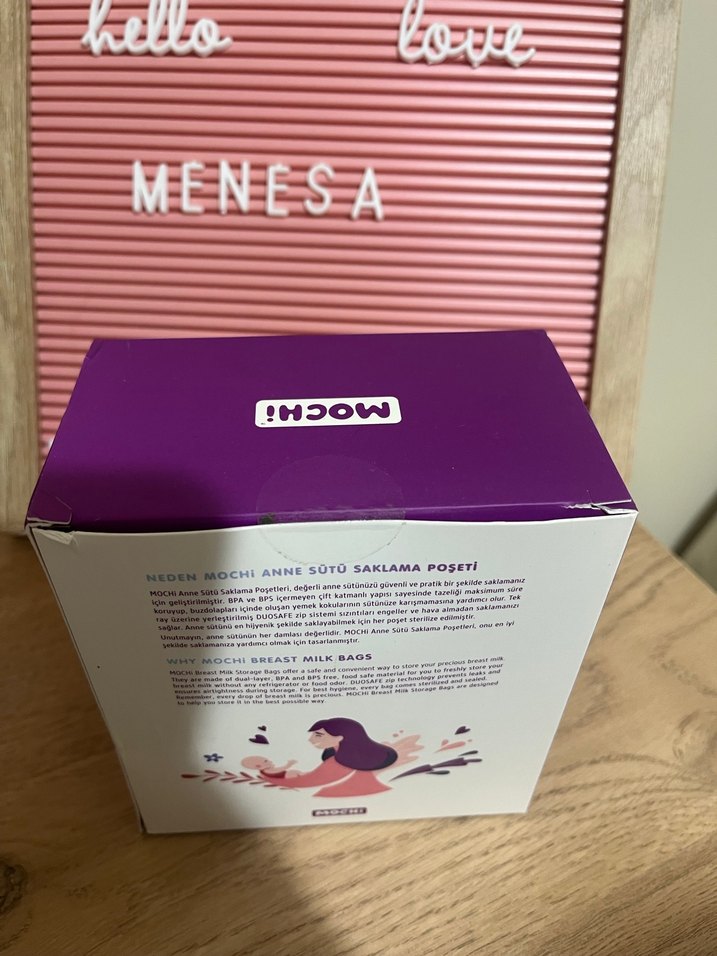 hello love
MENESA
MOCHi
NEDEN MOCHi ANNE SÜTÜ SAKLAMA POŞETİ
MOCHi Anne Sütü Saklama Poşetleri, değerli anne sütünüzü güvenli ve pratik bir şekilde saklamanız
için geliştirilmiştir. BPA ve BPS içermeyen çift katmanlı yapısı sayesinde tazeliği maksimum süre
koruyup, buzdolapları içinde oluşan yemek kokularının sütünüze karışmamasına yardımcı olur. Tek
ray üzerine yerleştirilmiş DUOSAFE zip sistemi sızıntıları engeller ve hava almadan saklamanızı
sağlar. Anne sütünü en hijyenik şekilde saklayabilmek için her poşet sterilize edilmiştir.
Unutmayın, anne sütünün her damlası değerlidir. MOCHi Anne Sütü Saklama Poşetleri, onu en iyi
şekilde saklamanıza yardımcı olmak için tasarlanmıştır.
WHY MOCHi BREAST MILK BAGS
MOCHi Breast Milk Storage Bags offer a safe and convenient way to store your precious breast milk.
They are made of dual-layer, BPA and BPS free, food safe material for you to freshly store your
breast milk without any refrigerator or food odor. DUOSAFE zip technology prevents leaks and
ensures airtightness during storage. For best hygiene, every bag comes sterilized and sealed.
Remember, every drop of breast milk is precious. MOCHi Breast Milk Storage Bags are designed
to help you store it in the best possible way.
MOCHi